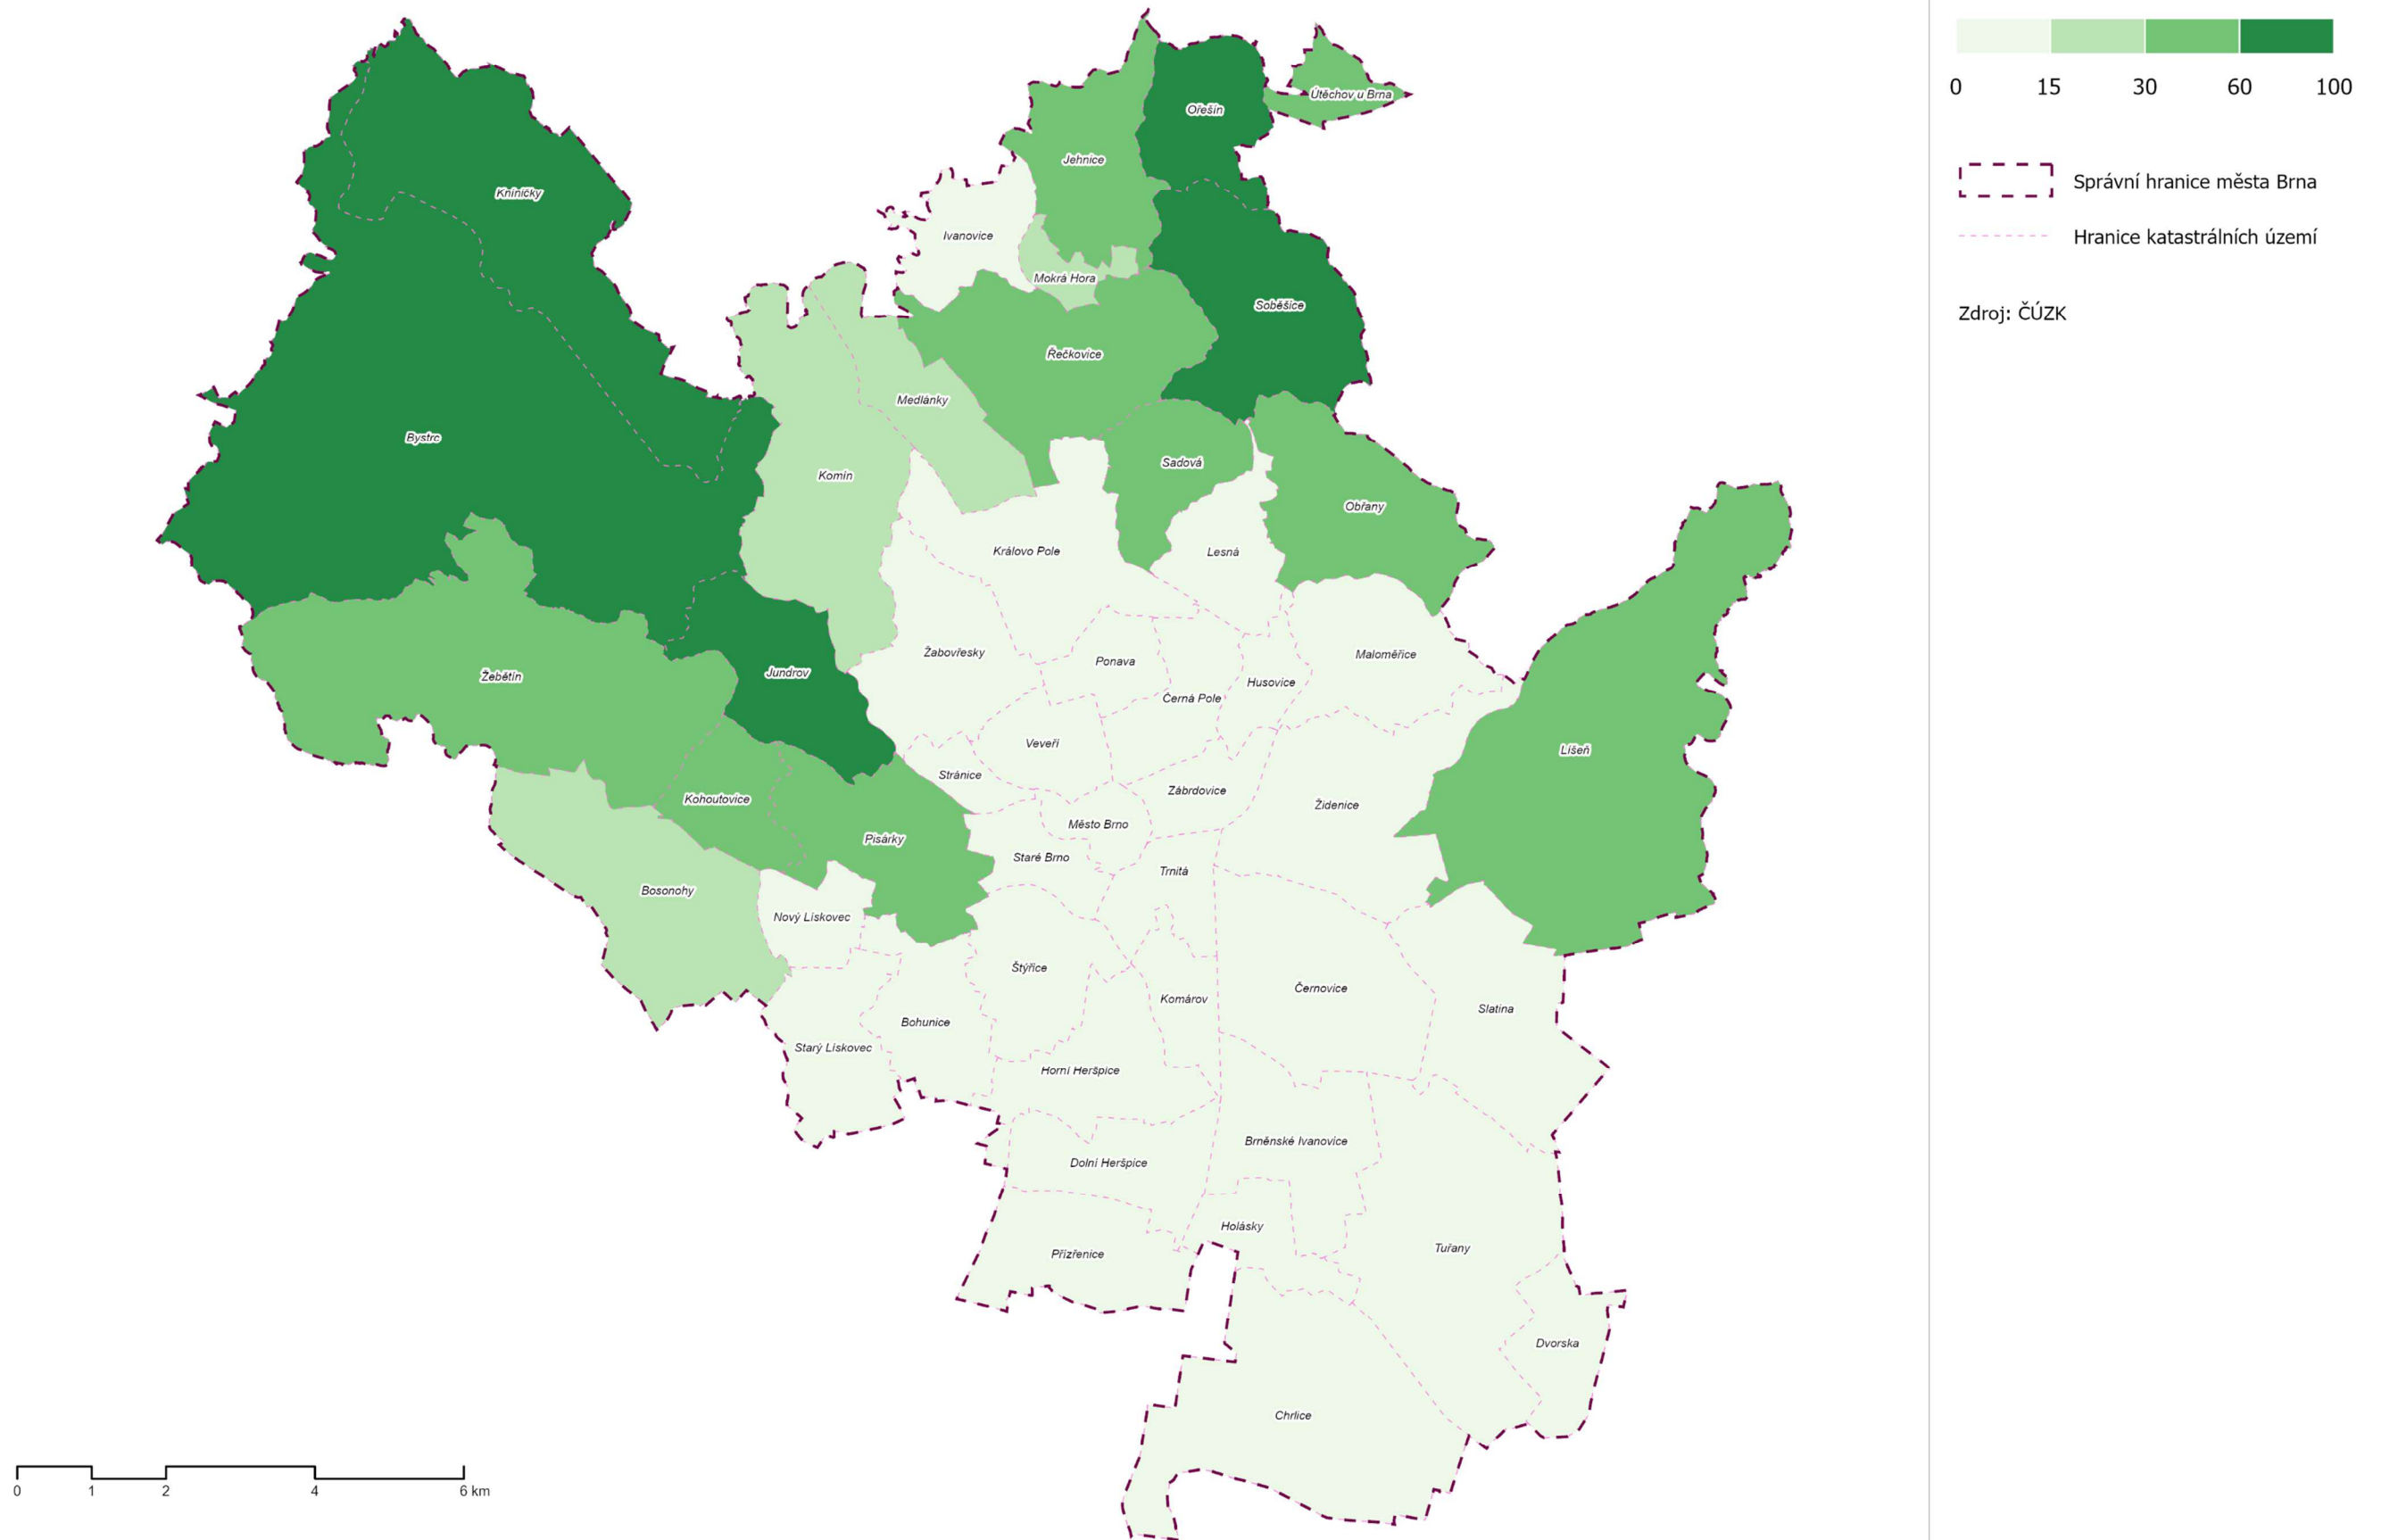 0 15 30 60 100
Správní hranice města Brna
Hranice katastrálních území
Zdroj: ČÚZK
Útěchov u Brna
Ořešín
Jehnice
Kníničky
Ivanovice
Mokrá Hora
Soběšice
Řečkovice
Medlánky
Bystrc
Sadová
Komín
Obřany
Královo Pole
Lesná
Žabovřesky
Maloměřice
Ponava
Jundrov
Žebětín
Husovice
Černá Pole
Veveří
Líšeň
Stránice
Zábrdovice
Kohoutovice
Židenice
Město Brno
Pisárky
Staré Brno
Trnitá
Bosonohy
Nový Lískovec
Štýřice
Černovice
Komárov
Slatina
Bohunice
Starý Lískovec
Horní Heršpice
Brněnské Ivanovice
Dolní Heršpice
Holásky
Tuřany
Přízřenice
Dvorska
Chrlice
0 1 2 4 6 km